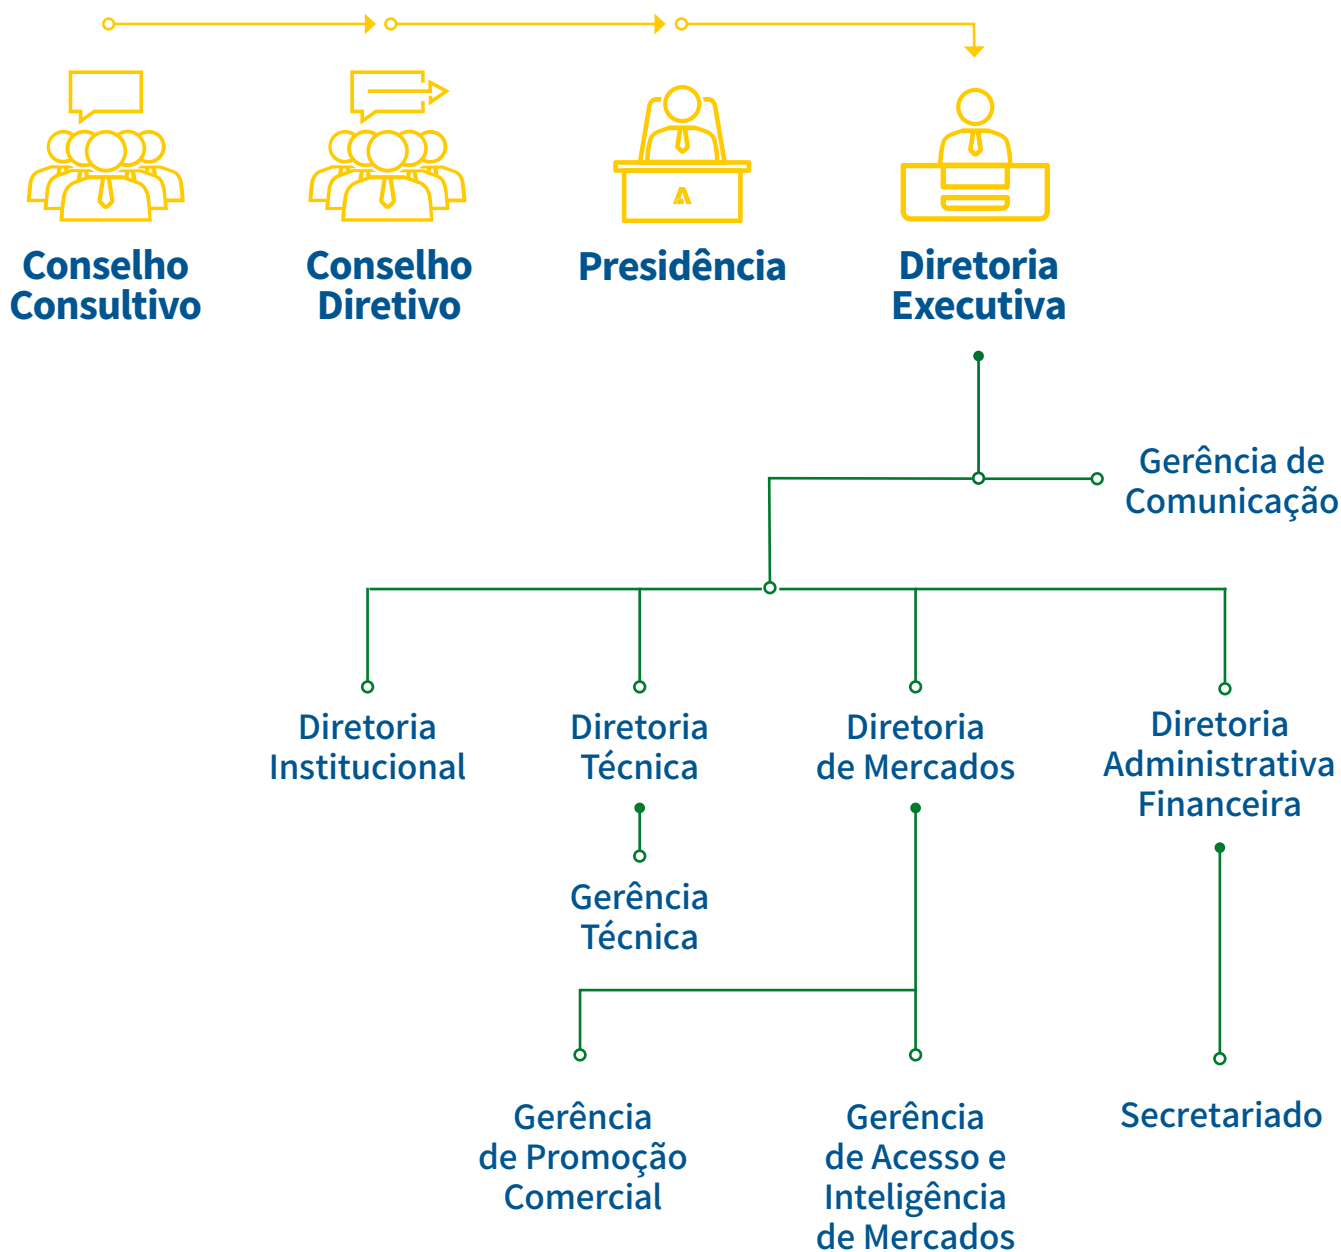 Conselho
Consultivo
Conselho
Diretivo
Presidência
Diretoria
Executiva
Gerência de
Comunicação
Diretoria
Institucional
Diretoria
Técnica
Diretoria
de Mercados
Diretoria
Administrativa
Financeira
Gerência
Técnica
Gerência
de Promoção
Comercial
Gerência
de Acesso e
Inteligência
de Mercados
Secretariado